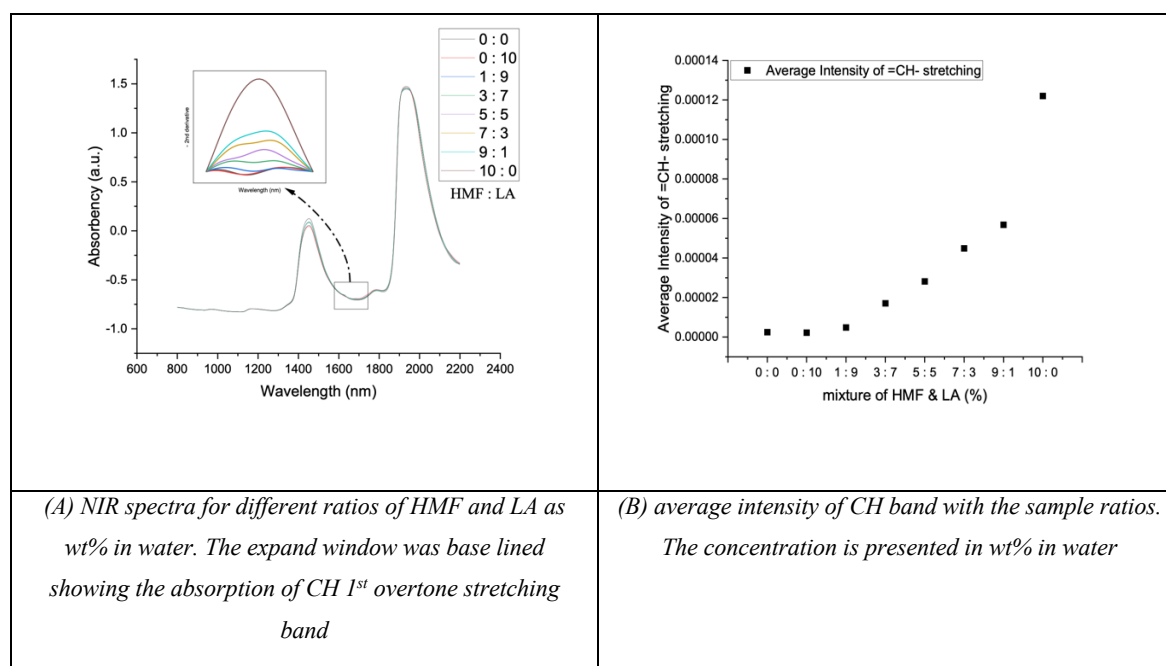 0 : 0
0 : 10
1 : 9
3 : 7
5 : 5
7 : 3
9 : 1
10 : 0
HMF : LA
1.5
1.0
0.5
0.0
-0.5
-1.0
Absorbency (a.u.)
- 2nd derivative
Wavelength (nm)
600 800 1000 1200 1400 1600 1800 2000 2200 2400
Wavelength (nm)
Average Intensity of =CH- stretching
0.00014
0.00012
0.00010
0.00008
0.00006
0.00004
0.00002
0.00000
Average Intensity of =CH- stretching
0 : 0 0 : 10 1 : 9 3 : 7 5 : 5 7 : 3 9 : 1 10 : 0
mixture of HMF & LA (%)
(A) NIR spectra for different ratios of HMF and LA as
wt% in water. The expand window was base lined
showing the absorption of CH 1st overtone stretching
band
(B) average intensity of CH band with the sample ratios.
The concentration is presented in wt% in water